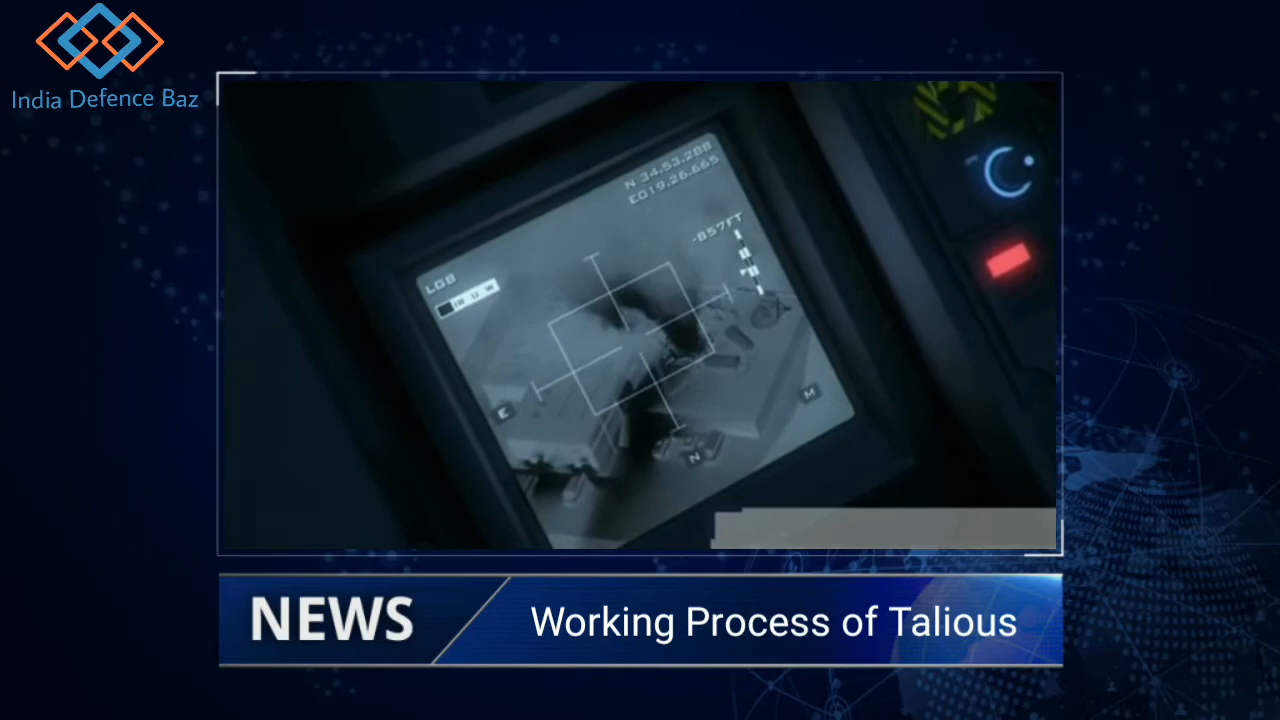 India Defence Baz
N 34.53.288
E019.26.665
-857FT
LGB
E
M
N
NEWS
Working Process of Talious